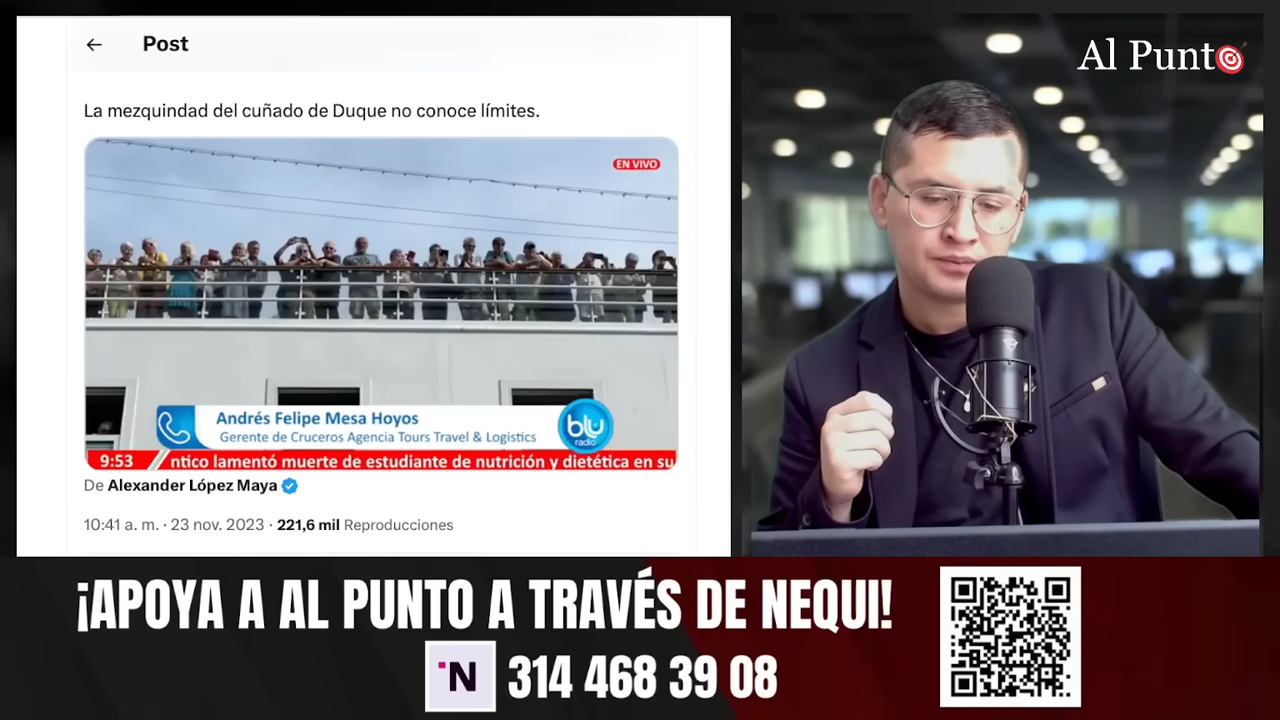 Post
La mezquindad del cuñado de Duque no conoce límites.
EN VIVO
Andrés Felipe Mesa Hoyos
Gerente de Cruceros Agencia Tours Travel & Logistics
blu
radio
9:53
ntico lamentó muerte de estudiante de nutrición y dietética en su
De Alexander López Maya
10:41 a. m. · 23 nov. 2023 · 221,6 mil Reproducciones
Al Punto
¡APOYA A AL PUNTO A TRAVÉS DE NEQUI!
N
314 468 39 08